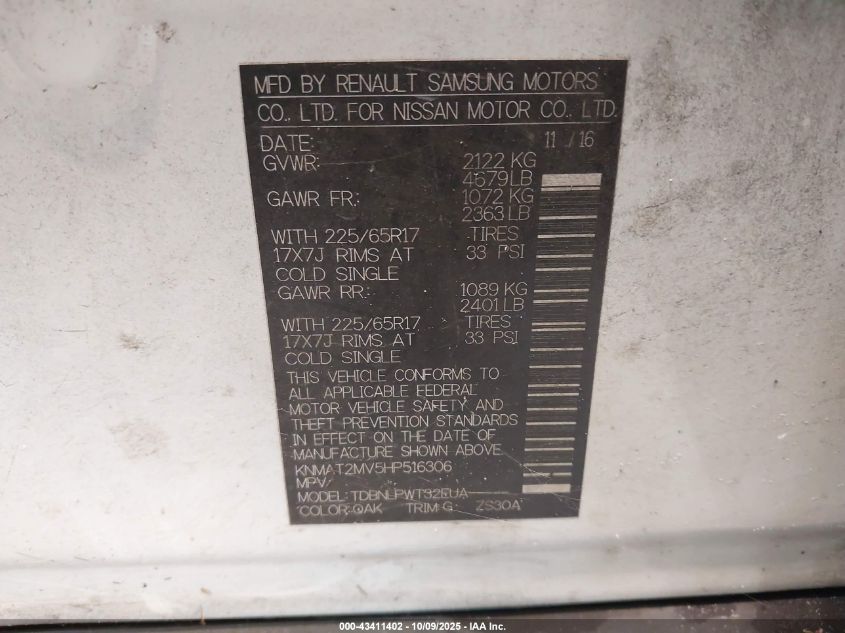 MFD BY RENAULT SAMSUNG MOTORS
CO., LTD. FOR NISSAN MOTOR CO., LTD.
DATE: 11 / 16
GVWR: 2122 KG
4679 LB
GAWR FR.: 1072 KG
2363 LB
WITH 225/65R17 TIRES
17X7J RIMS AT 33 PSI
COLD SINGLE
GAWR RR.: 1089 KG
2401 LB
WITH 225/65R17 TIRES
17X7J RIMS AT 33 PSI
COLD SINGLE
THIS VEHICLE CONFORMS TO
ALL APPLICABLE FEDERAL
MOTOR VEHICLE SAFETY AND
THEFT PREVENTION STANDARDS
IN EFFECT ON THE DATE OF
MANUFACTURE SHOWN ABOVE
KNMAT2MV5HP516306
MPV
MODEL: TDBNLPWT32EUA
COLOR: QAK TRIM: G ZS30A
000-43411402 - 10/09/2025 - IAA Inc.